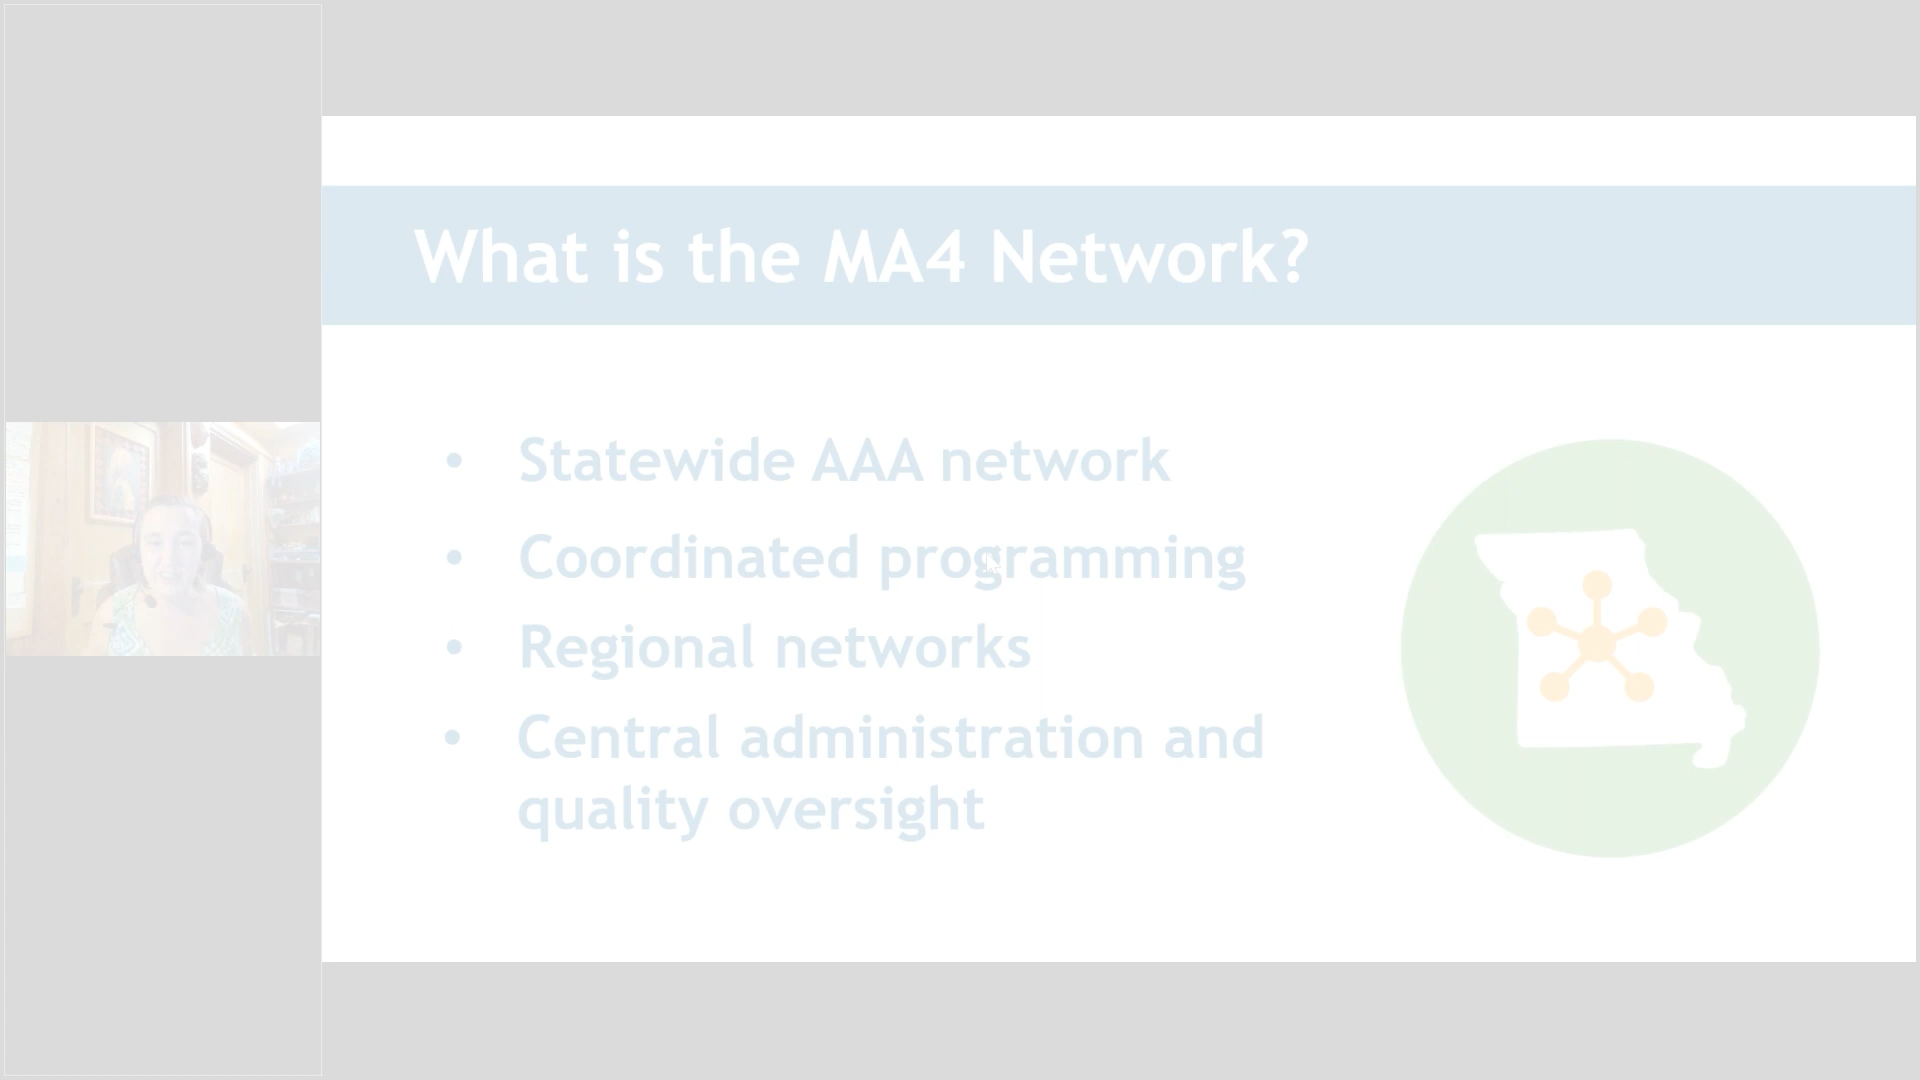 What is the MA4 Network?
• Statewide AAA network
• Coordinated programming
• Regional networks
• Central administration and
quality oversight